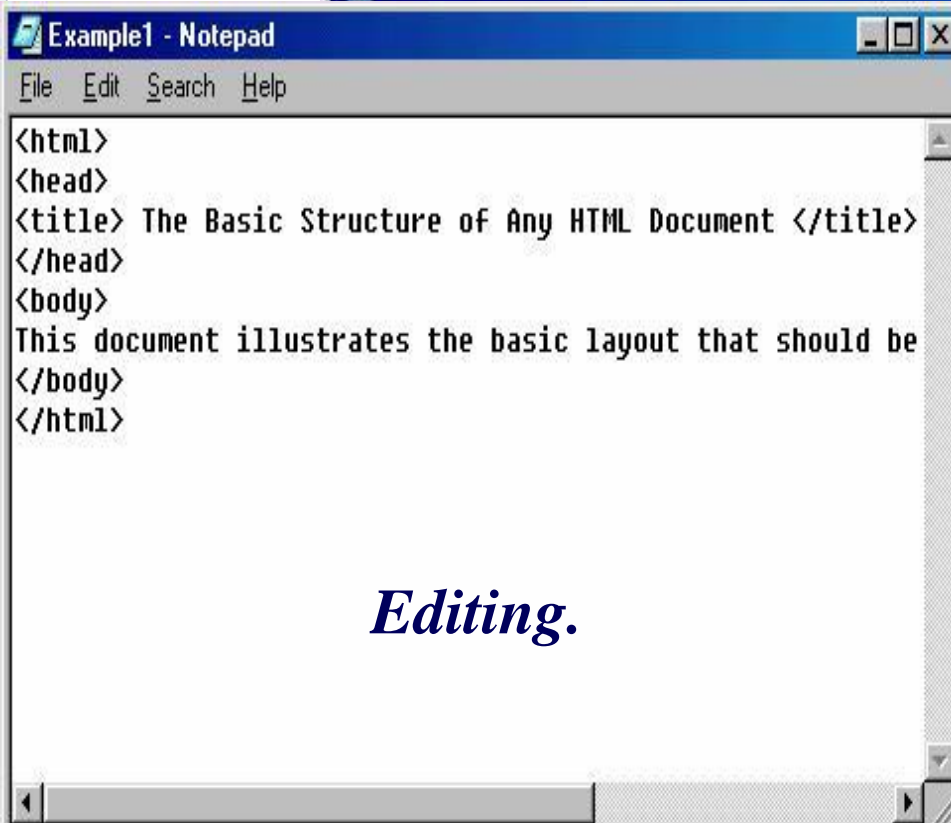 Example1 - Notepad
File Edit Search Help
<html>
<head>
<title> The Basic Structure of Any HTML Document </title>
</head>
<body>
This document illustrates the basic layout that should be
</body>
</html>
Editing.